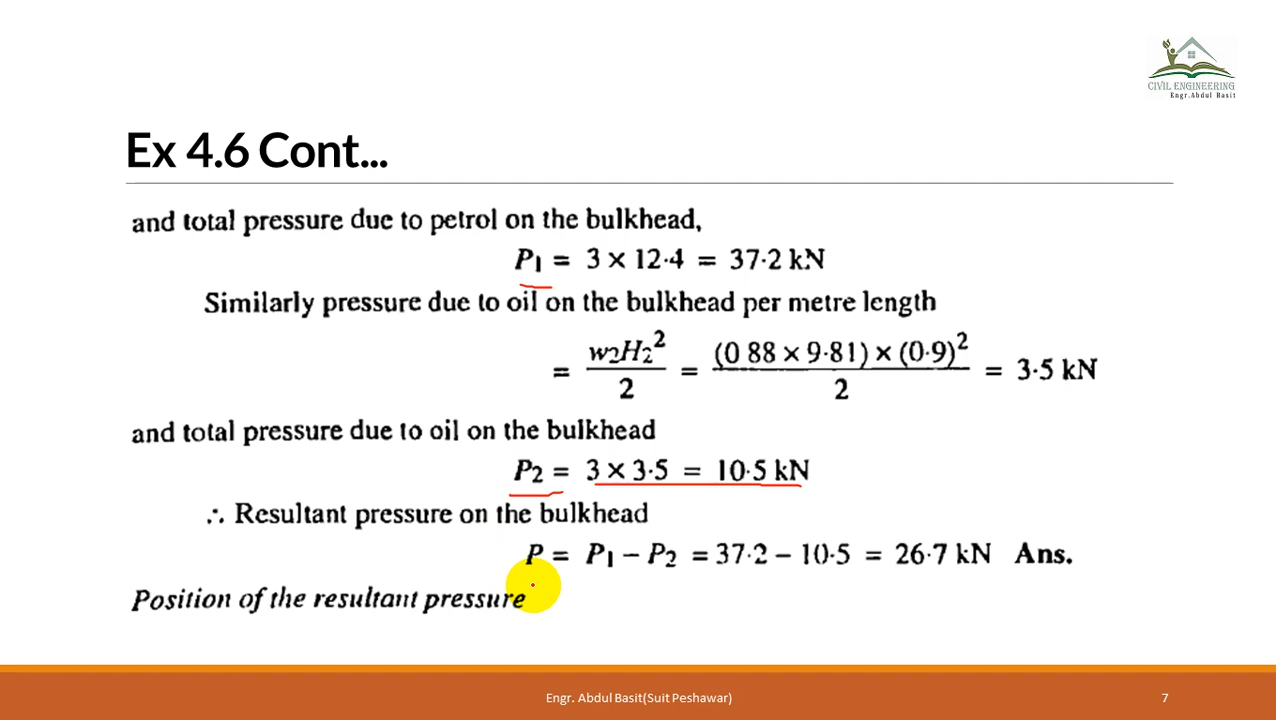 CIVIL ENGINEERING
Engr.Abdul Basit
Ex 4.6 Cont...
and total pressure due to petrol on the bulkhead,
P1 = 3 × 12·4 = 37·2 kN
Similarly pressure due to oil on the bulkhead per metre length
= w2H2²/2 = (0 88 × 9·81) × (0·9)²/2 = 3·5 kN
and total pressure due to oil on the bulkhead
P2 = 3 × 3·5 = 10·5 kN
∴ Resultant pressure on the bulkhead
P = P1 − P2 = 37·2 − 10·5 = 26·7 kN Ans.
Position of the resultant pressure
Engr. Abdul Basit(Suit Peshawar)
7